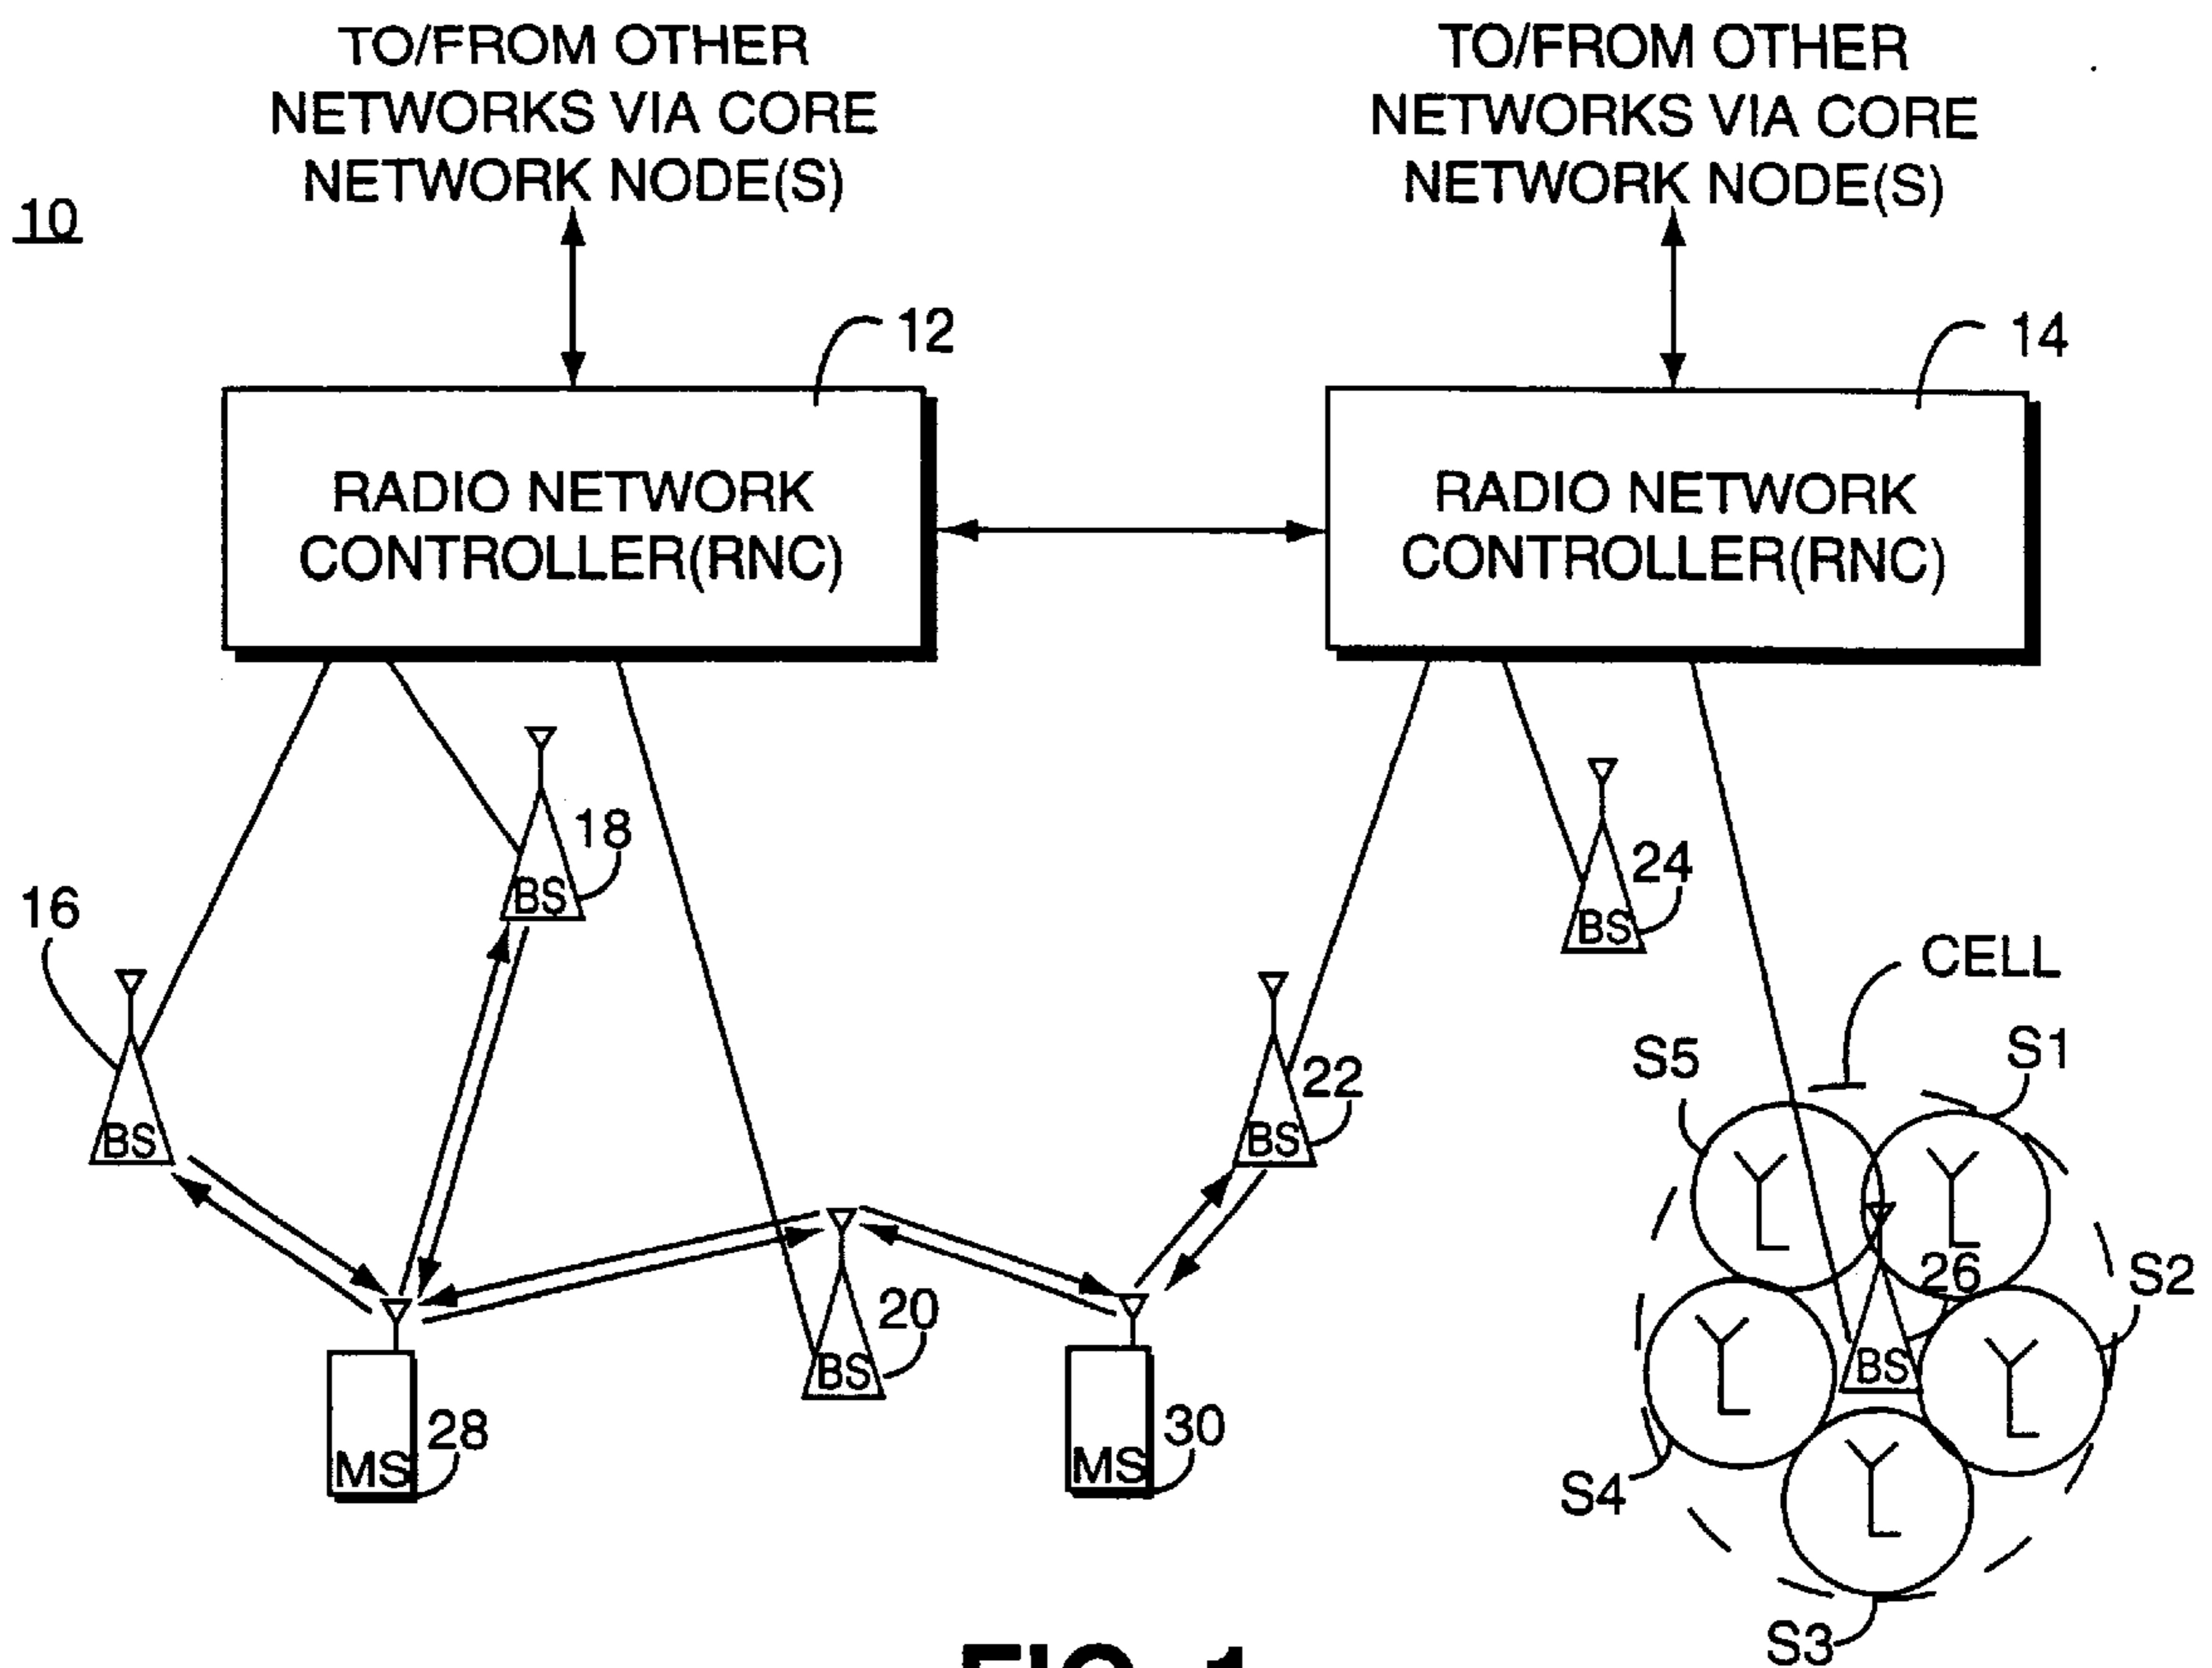 TO/FROM OTHER
NETWORKS VIA CORE
NETWORK NODE(S)
TO/FROM OTHER
NETWORKS VIA CORE
NETWORK NODE(S)
10
12
14
RADIO NETWORK
CONTROLLER(RNC)
RADIO NETWORK
CONTROLLER(RNC)
18
BS
24
BS
16
BS
CELL
S5
S1
22
BS
26
BS
S2
20
BS
28
MS
30
MS
S4
S3
FIG. 1